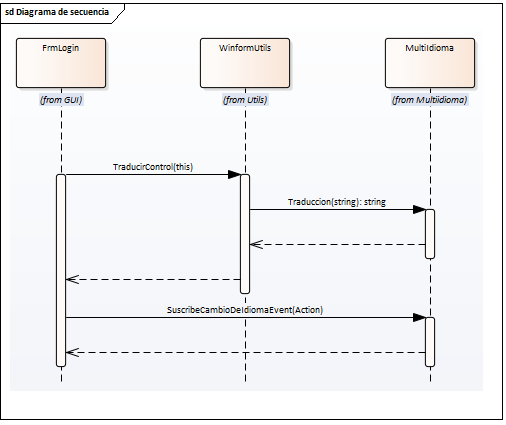 sd Diagrama de secuencia
FrmLogin
WinformUtils
MultiIdioma
(from GUI)
(from Utils)
(from Multiidioma)
TraducirControl(this)
Traduccion(string): string
SuscribeCambioDeIdiomaEvent(Action)